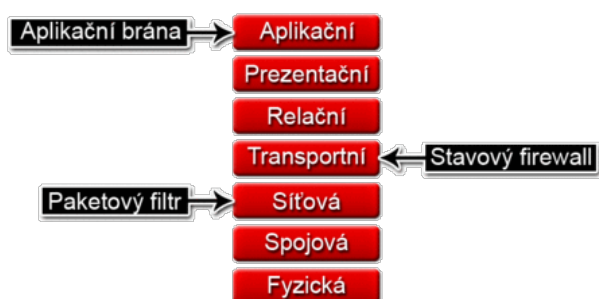 Aplikační brána
Aplikační
Prezentační
Relační
Transportní
Stavový firewall
Paketový filtr
Síťová
Spojová
Fyzická